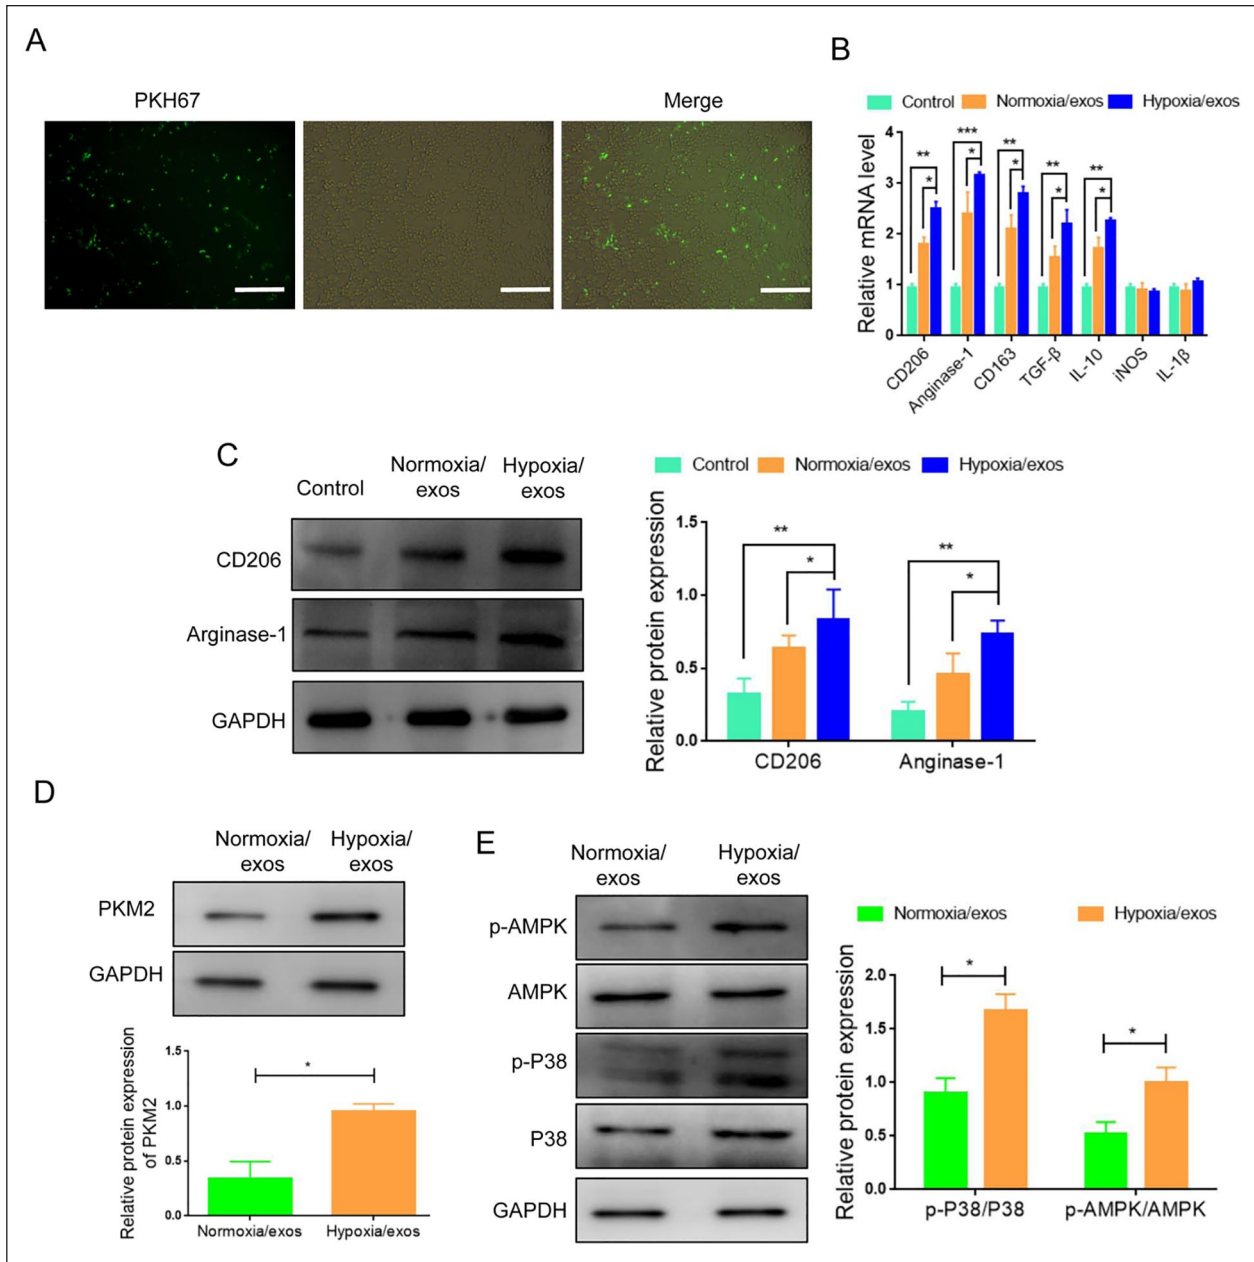 A
PKH67
Merge
B
Control Normoxia/exos Hypoxia/exos
Relative mRNA level
4
3
2
1
0
** *** ** ** **
* * * * *
CD206 Anginase-1 CD163 TGF-β IL-10 iNOS IL-1β
C
Control Normoxia/ Hypoxia/
exos exos
CD206
Arginase-1
GAPDH
Control Normoxia/exos Hypoxia/exos
Relative protein expression
1.5
1.0
0.5
0.0
** **
* *
CD206 Anginase-1
D
Normoxia/ Hypoxia/
exos exos
PKM2
GAPDH
Relative protein expression
of PKM2
1.5
1.0
0.5
0.0
*
Normoxia/exos Hypoxia/exos
E
Normoxia/ Hypoxia/
exos exos
p-AMPK
AMPK
p-P38
P38
GAPDH
Normoxia/exos Hypoxia/exos
Relative protein expression
2.0
1.5
1.0
0.5
0.0
* *
p-P38/P38 p-AMPK/AMPK